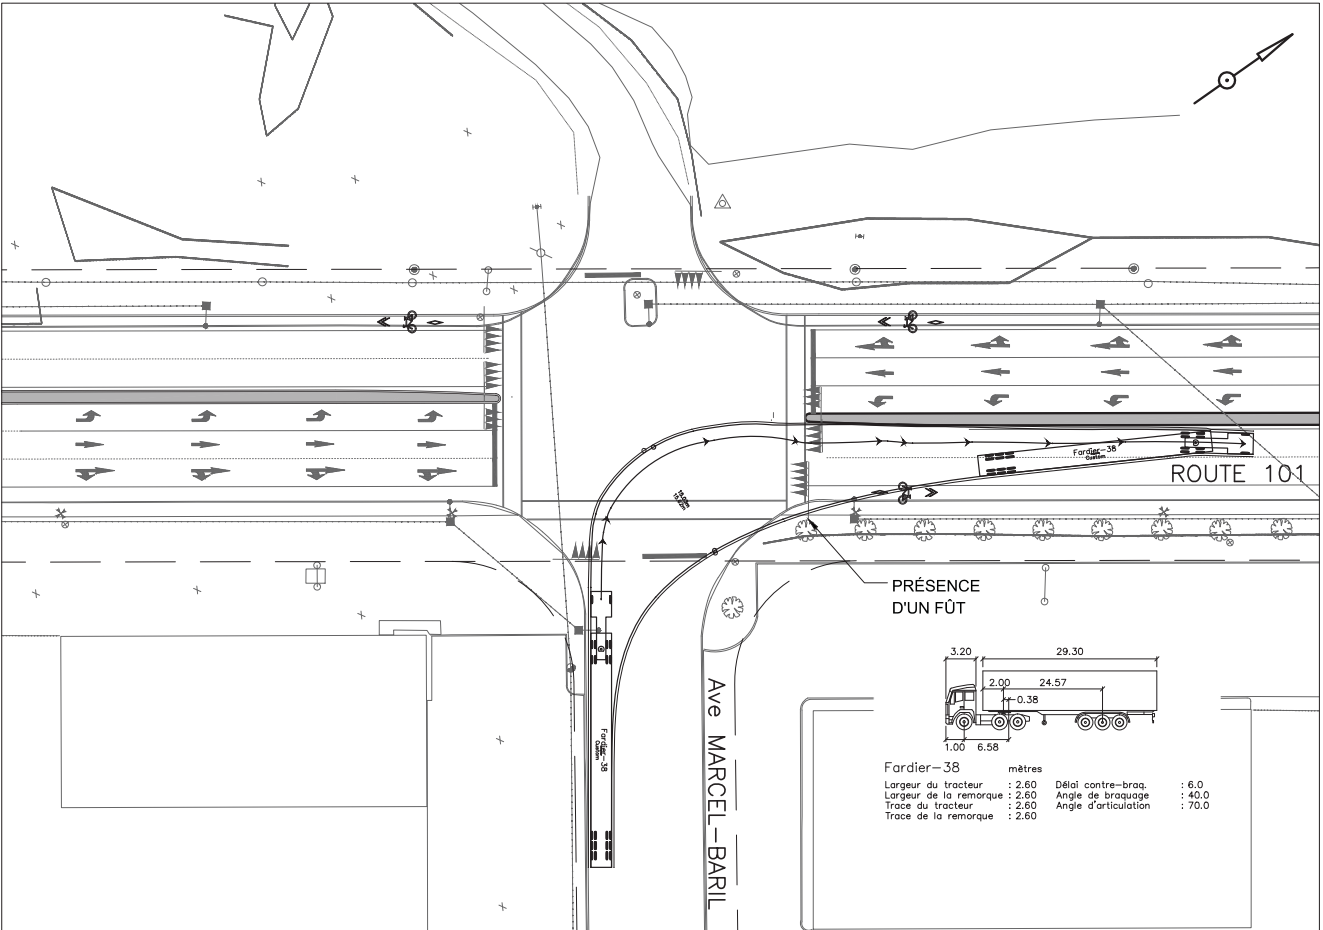 Fardier-38
Custom
ROUTE 101
PRÉSENCE
D'UN FÛT
Fardier-38
Custom
Ave MARCEL-BARIL
3.20
29.30
2.00
24.57
0.38
1.00
6.58
Fardier-38 mètres
Largeur du tracteur : 2.60 Délai contre-braq. : 6.0
Largeur de la remorque : 2.60 Angle de braquage : 40.0
Trace du tracteur : 2.60 Angle d'articulation : 70.0
Trace de la remorque : 2.60